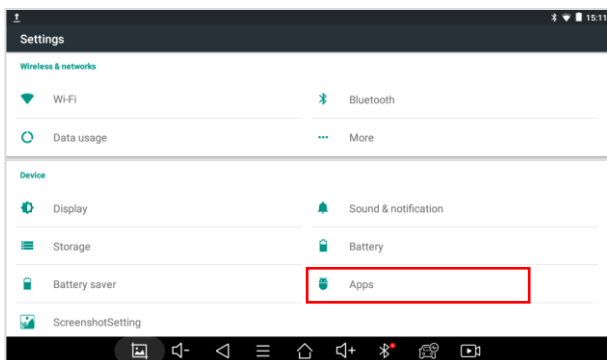 15:11
Settings
Wireless & networks
Wi-Fi
Bluetooth
Data usage
More
Device
Display
Sound & notification
Storage
Battery
Battery saver
Apps
ScreenshotSetting